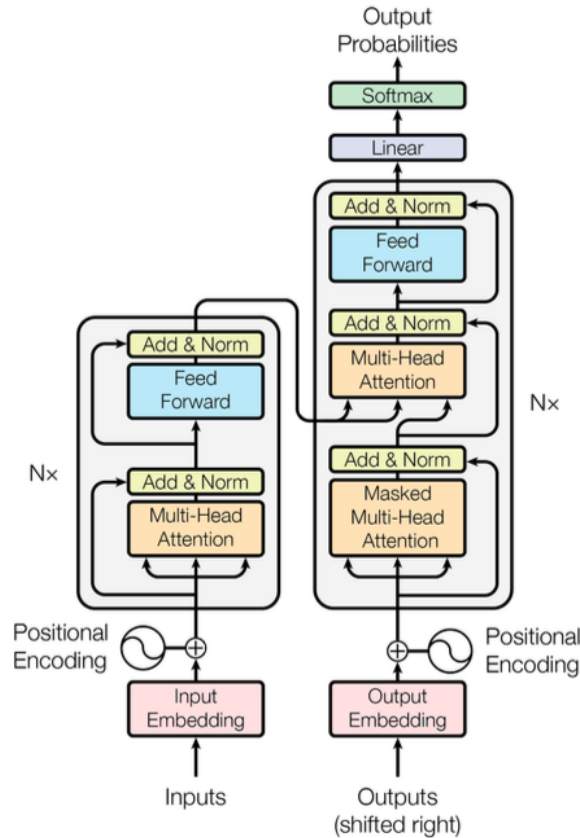 Output
Probabilities
Softmax
Linear
Add & Norm
Feed
Forward
Add & Norm
Multi-Head
Attention
Nx
Add & Norm
Masked
Multi-Head
Attention
Add & Norm
Feed
Forward
Nx
Add & Norm
Multi-Head
Attention
Positional
Encoding
Positional
Encoding
Input
Embedding
Output
Embedding
Inputs
Outputs
(shifted right)